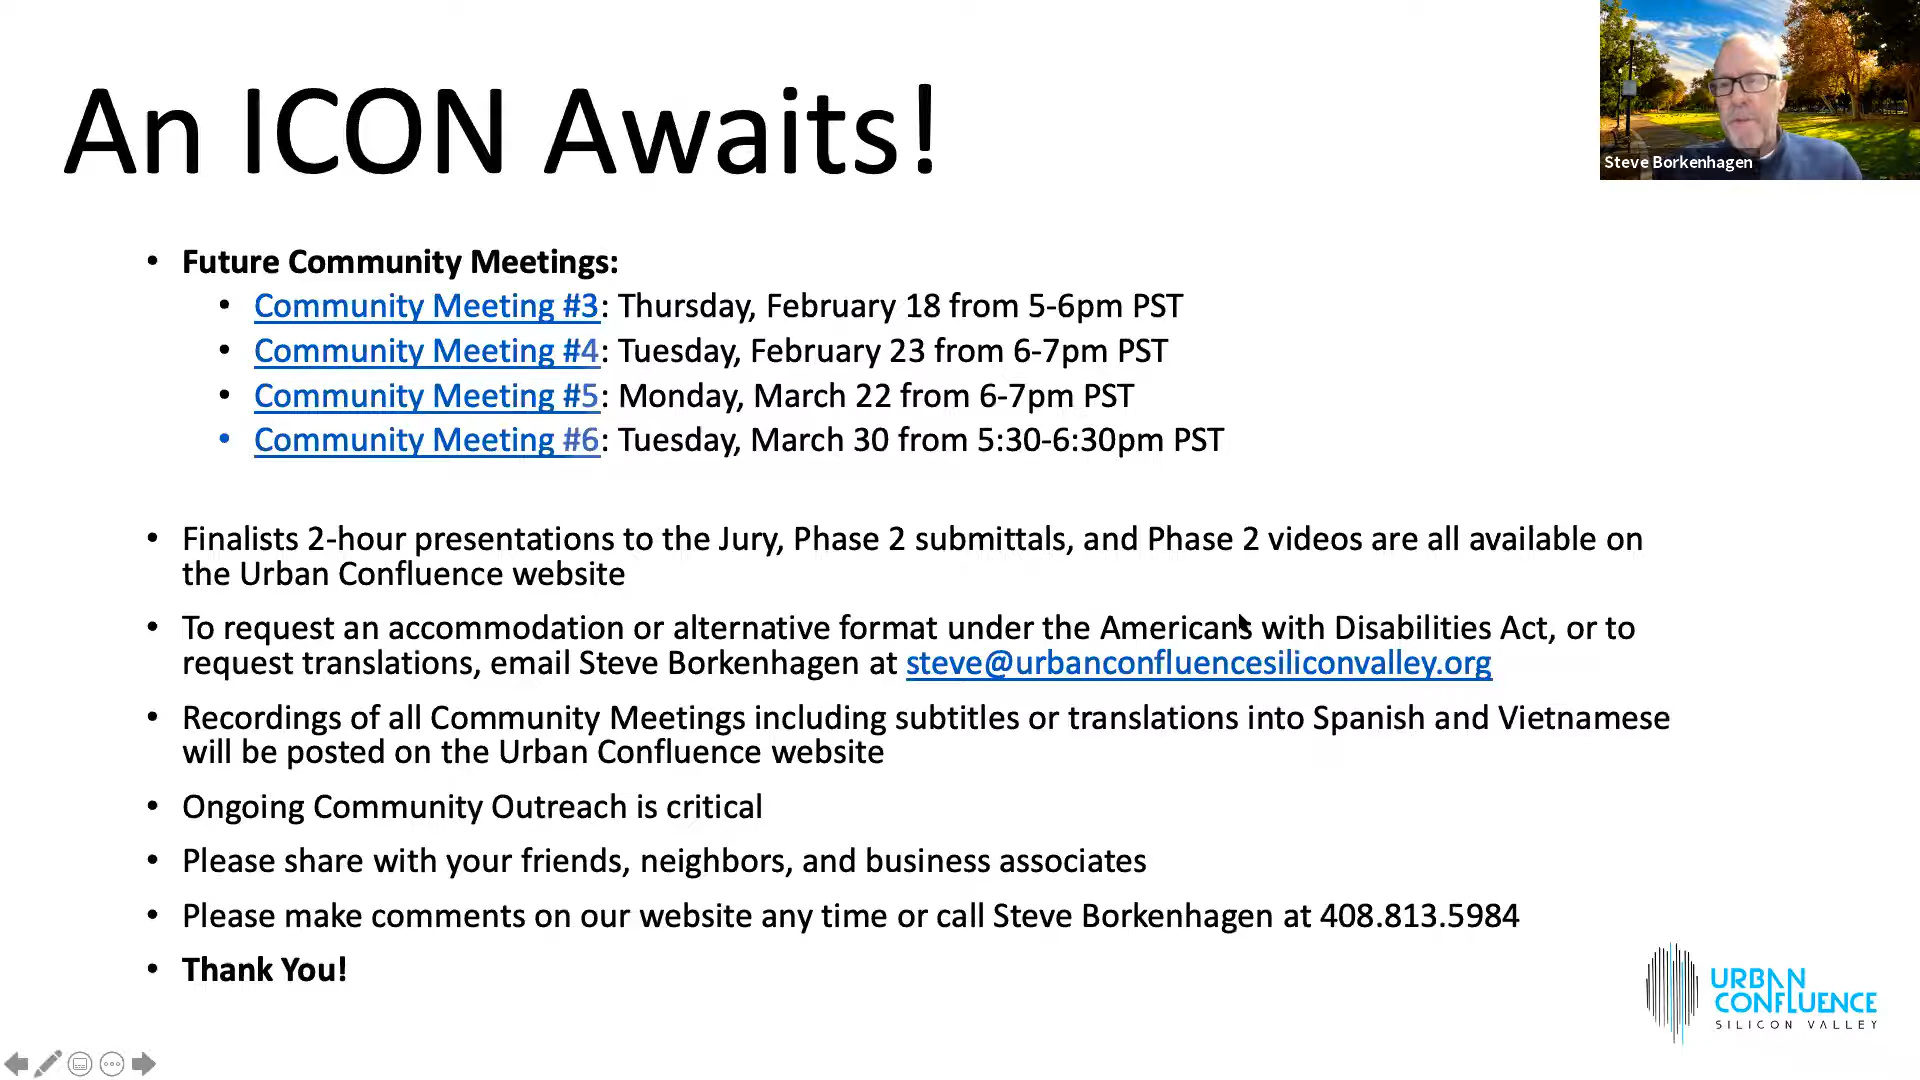 An ICON Awaits!
Steve Borkenhagen
• Future Community Meetings:
• Community Meeting #3: Thursday, February 18 from 5-6pm PST
• Community Meeting #4: Tuesday, February 23 from 6-7pm PST
• Community Meeting #5: Monday, March 22 from 6-7pm PST
• Community Meeting #6: Tuesday, March 30 from 5:30-6:30pm PST
• Finalists 2-hour presentations to the Jury, Phase 2 submittals, and Phase 2 videos are all available on
the Urban Confluence website
• To request an accommodation or alternative format under the Americans with Disabilities Act, or to
request translations, email Steve Borkenhagen at steve@urbanconfluencesiliconvalley.org
• Recordings of all Community Meetings including subtitles or translations into Spanish and Vietnamese
will be posted on the Urban Confluence website
• Ongoing Community Outreach is critical
• Please share with your friends, neighbors, and business associates
• Please make comments on our website any time or call Steve Borkenhagen at 408.813.5984
• Thank You!
URBAN
CONFLUENCE
SILICON VALLEY